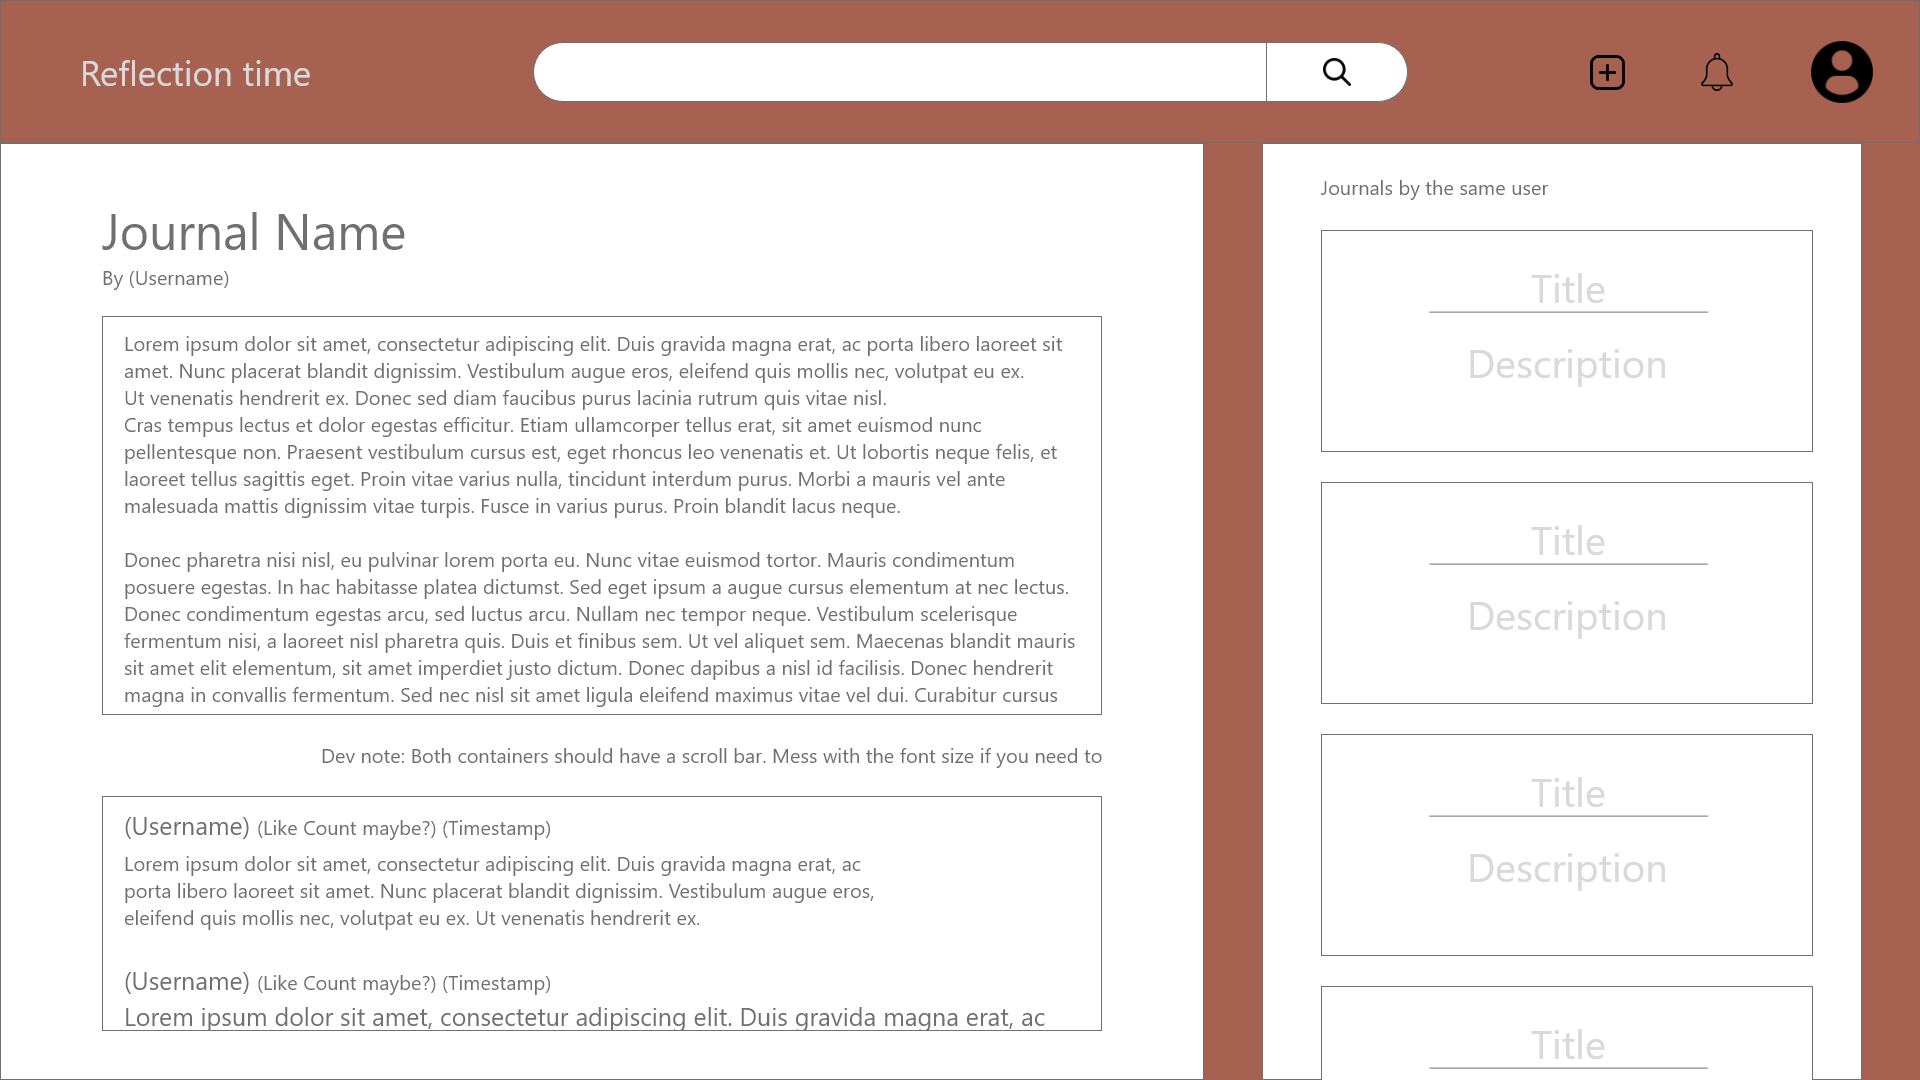 Reflection time
Journal Name
By (Username)
Lorem ipsum dolor sit amet, consectetur adipiscing elit. Duis gravida magna erat, ac porta libero laoreet sit
amet. Nunc placerat blandit dignissim. Vestibulum augue eros, eleifend quis mollis nec, volutpat eu ex.
Ut venenatis hendrerit ex. Donec sed diam faucibus purus lacinia rutrum quis vitae nisl.
Cras tempus lectus et dolor egestas efficitur. Etiam ullamcorper tellus erat, sit amet euismod nunc
pellentesque non. Praesent vestibulum varius cursus est, eget rhoncus leo venenatis et. Ut lobortis neque felis, et
laoreet tellus sagittis eget. Proin vitae varius nulla, tincidunt interdum purus. Morbi a mauris vel ante
malesuada mattis dignissim vitae turpis. Fusce in varius purus. Proin blandit lacus neque.
Donec pharetra nisi nisl, eu pulvinar lorem porta eu. Nunc vitae euismod tortor. Mauris condimentum
posuere egestas. In hac habitasse platea dictumst. Sed eget ipsum a augue cursus elementum at nec lectus.
Donec condimentum egestas arcu, sed luctus arcu. Nullam nec tempor neque. Vestibulum scelerisque
fermentum nisi, a laoreet nisl pharetra quis. Duis et finibus sem. Ut vel aliquet sem. Maecenas blandit mauris
sit amet elit elementum, sit amet imperdiet justo dictum. Donec dapibus a nisl id facilisis. Donec hendrerit
magna in convallis fermentum. Sed nec nisl sit amet ligula eleifend maximus vitae vel dui. Curabitur cursus
Dev note: Both containers should have a scroll bar. Mess with the font size if you need to
(Username) (Like Count maybe?) (Timestamp)
Lorem ipsum dolor sit amet, consectetur adipiscing elit. Duis gravida magna erat, ac
porta libero laoreet sit amet. Nunc placerat blandit dignissim. Vestibulum augue eros,
eleifend quis mollis nec, volutpat eu ex. Ut venenatis hendrerit ex.
(Username) (Like Count maybe?) (Timestamp)
Lorem ipsum dolor sit amet, consectetur adipiscing elit. Duis gravida magna erat, ac
Journals by the same user
Title
Description
Title
Description
Title
Description
Title